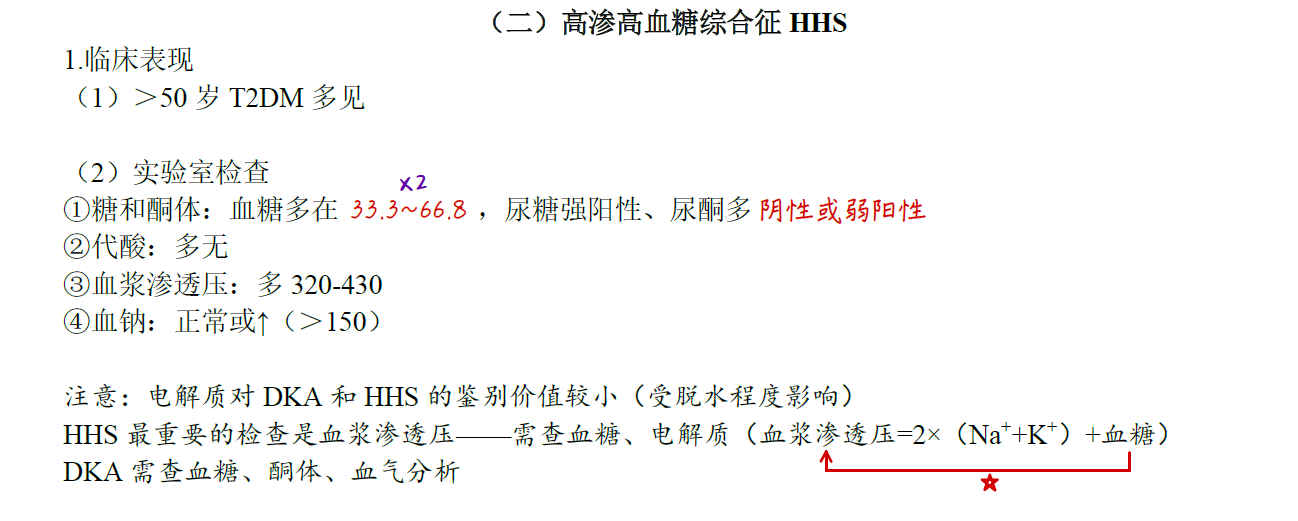 （二）高渗高血糖综合征 HHS
1.临床表现
（1）＞50 岁 T2DM 多见
（2）实验室检查
×2
①糖和酮体：血糖多在 33.3~66.8 ，尿糖强阳性、尿酮多 阴性或弱阳性
②代酸：多无
③血浆渗透压：多 320-430
④血钠：正常或↑（＞150）
注意：电解质对 DKA 和 HHS 的鉴别价值较小（受脱水程度影响）
HHS 最重要的检查是血浆渗透压——需查血糖、电解质（血浆渗透压=2×（Na⁺+K⁺）+血糖）
DKA 需查血糖、酮体、血气分析